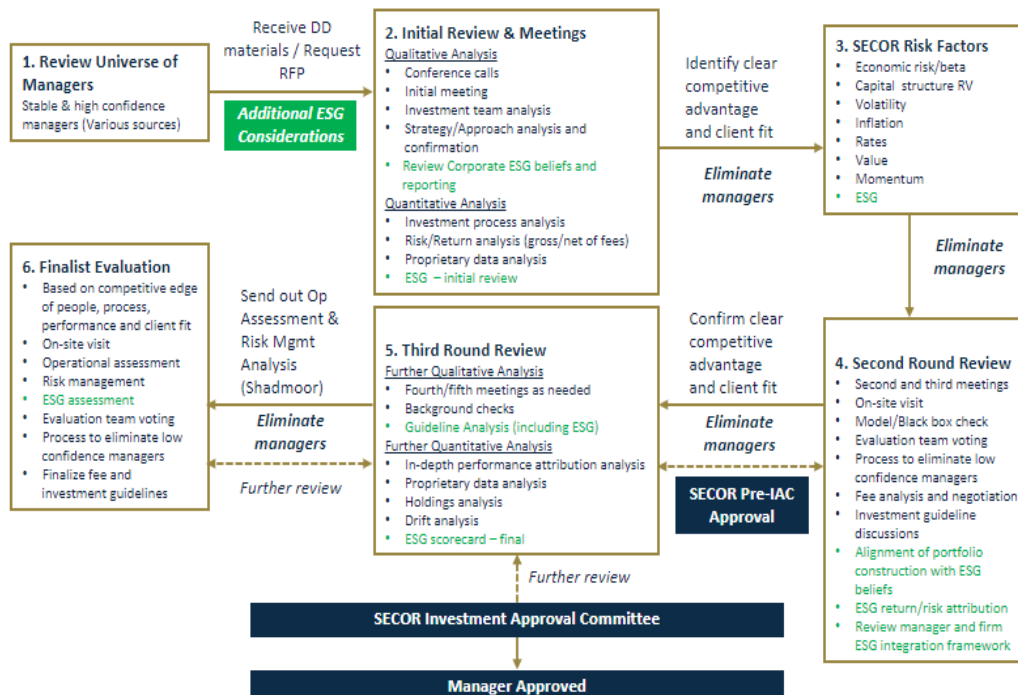 1. Review Universe of
Managers
Stable & high confidence
managers (Various sources)
Receive DD
materials / Request
RFP
Additional ESG
Considerations
2. Initial Review & Meetings
Qualitative Analysis
• Conference calls
• Initial meeting
• Investment team analysis
• Strategy/Approach analysis and
confirmation
• Review Corporate ESG beliefs and
reporting
Quantitative Analysis
• Investment process analysis
• Risk/Return analysis (gross/net of fees)
• Proprietary data analysis
• ESG – initial review
Identify clear
competitive
advantage
and client fit
Eliminate
managers
3. SECOR Risk Factors
• Economic risk/beta
• Capital structure RV
• Volatility
• Inflation
• Rates
• Value
• Momentum
• ESG
Eliminate
managers
4. Second Round Review
• Second and third meetings
• On-site visit
• Model/Black box check
• Evaluation team voting
• Process to eliminate low
confidence managers
• Fee analysis and negotiation
• Investment guideline
discussions
• Alignment of portfolio
construction with ESG
beliefs
• ESG return/risk attribution
• Review manager and firm
ESG integration framework
Confirm clear
competitive
advantage
and client fit
Eliminate
managers
SECOR Pre-IAC
Approval
5. Third Round Review
Further Qualitative Analysis
• Fourth/fifth meetings as needed
• Background checks
• Guideline Analysis (including ESG)
Further Quantitative Analysis
• In-depth performance attribution analysis
• Proprietary data analysis
• Holdings analysis
• Drift analysis
• ESG scorecard – final
Send out Op
Assessment &
Risk Mgmt
Analysis
(Shadmoor)
Eliminate
managers
Further review
6. Finalist Evaluation
• Based on competitive edge
of people, process,
performance and client fit
• On-site visit
• Operational assessment
• Risk management
• ESG assessment
• Evaluation team voting
• Process to eliminate low
confidence managers
• Finalize fee and
investment guidelines
Further review
SECOR Investment Approval Committee
Manager Approved